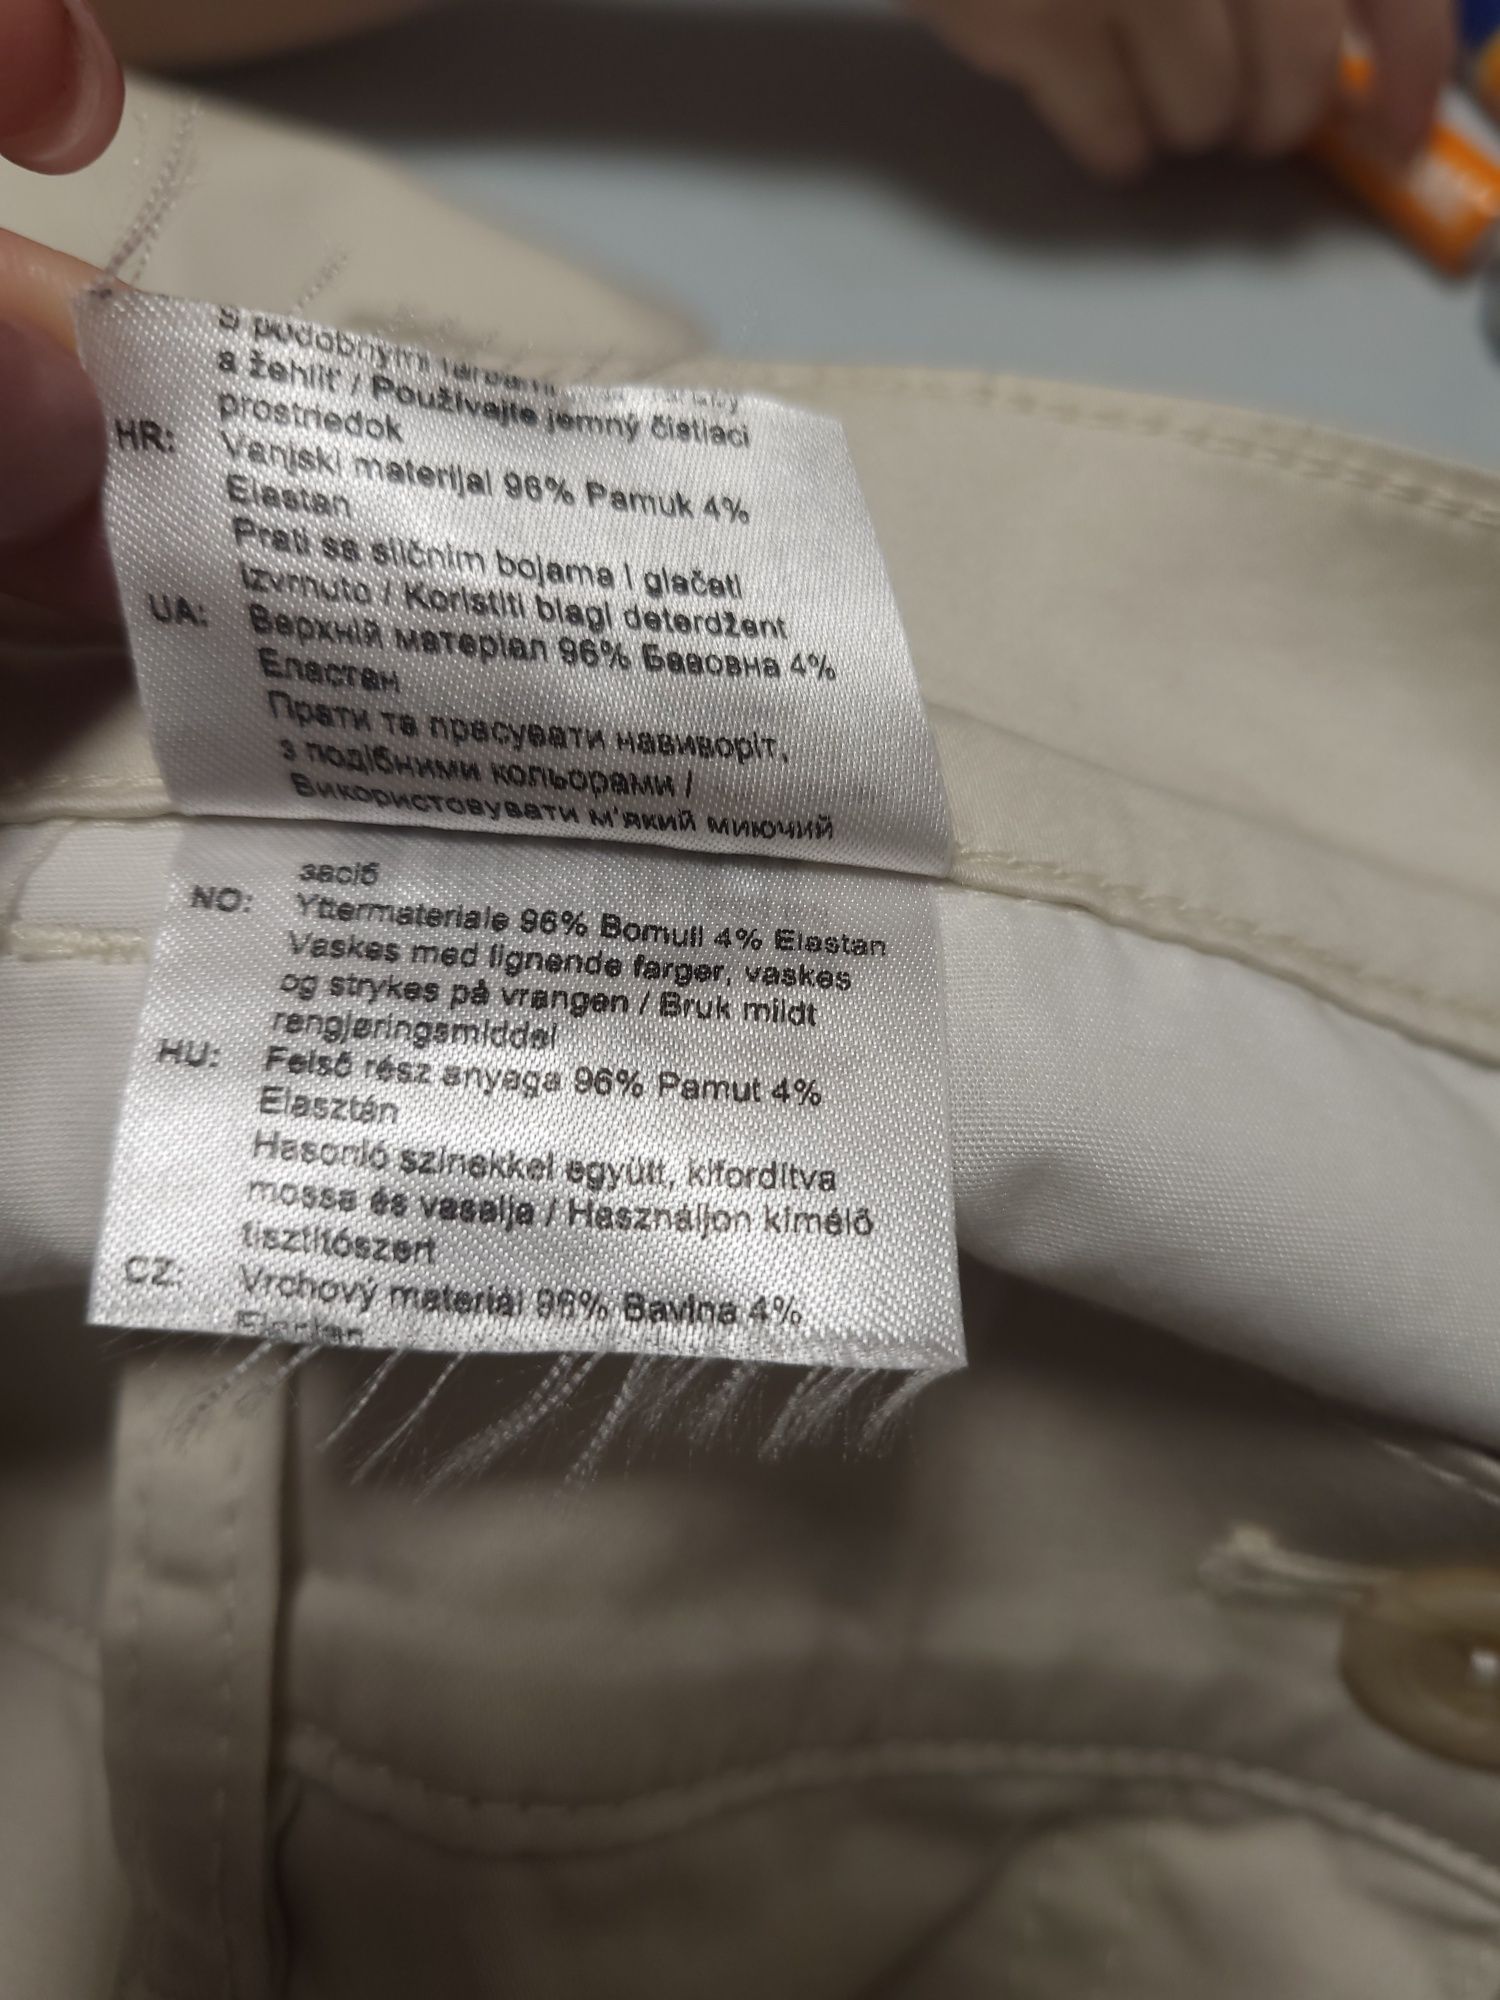 s podobnými farbami
a žehliť / Používajte jemný čistiaci
prostriedok
HR: Vanjski materijal 96% Pamuk 4%
Elastan
Prati sa sličnim bojama i glačati
izvrnuto / Koristiti blagi deterdžent
UA: Верхній матеріал 96% Бавовна 4%
Еластан
Прати та прасувати навиворіт,
з подібними кольорами /
Використовувати м'який миючий
засіб
NO: Yttermateriale 96% Bomull 4% Elastan
Vaskes med lignende farger, vaskes
og strykes på vrangen / Bruk mildt
rengjøringsmiddel
HU: Felső rész anyaga 96% Pamut 4%
Elasztán
Hasonló színekkel együtt, kifordítva
mossa és vasalja / Használjon kímélő
tisztítószert
CZ: Vrchový materiál 96% Bavlna 4%
Elastan